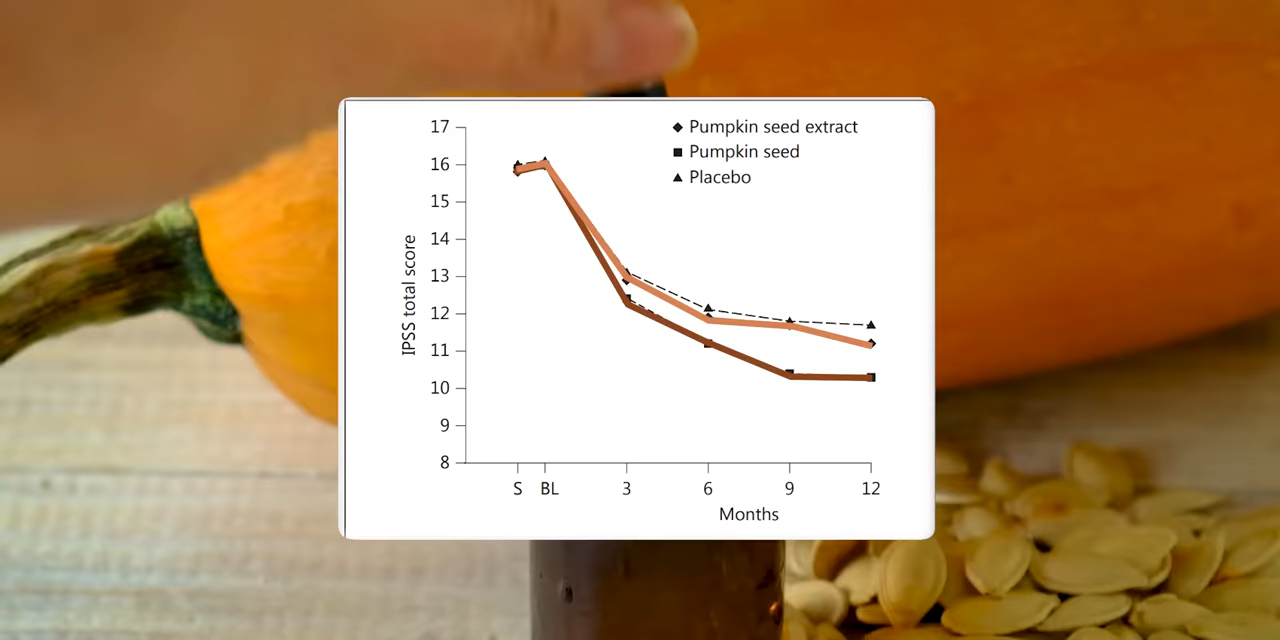 Pumpkin seed extract
Pumpkin seed
Placebo
17
16
15
14
13
12
11
10
9
8
IPSS total score
S BL 3 6 9 12
Months